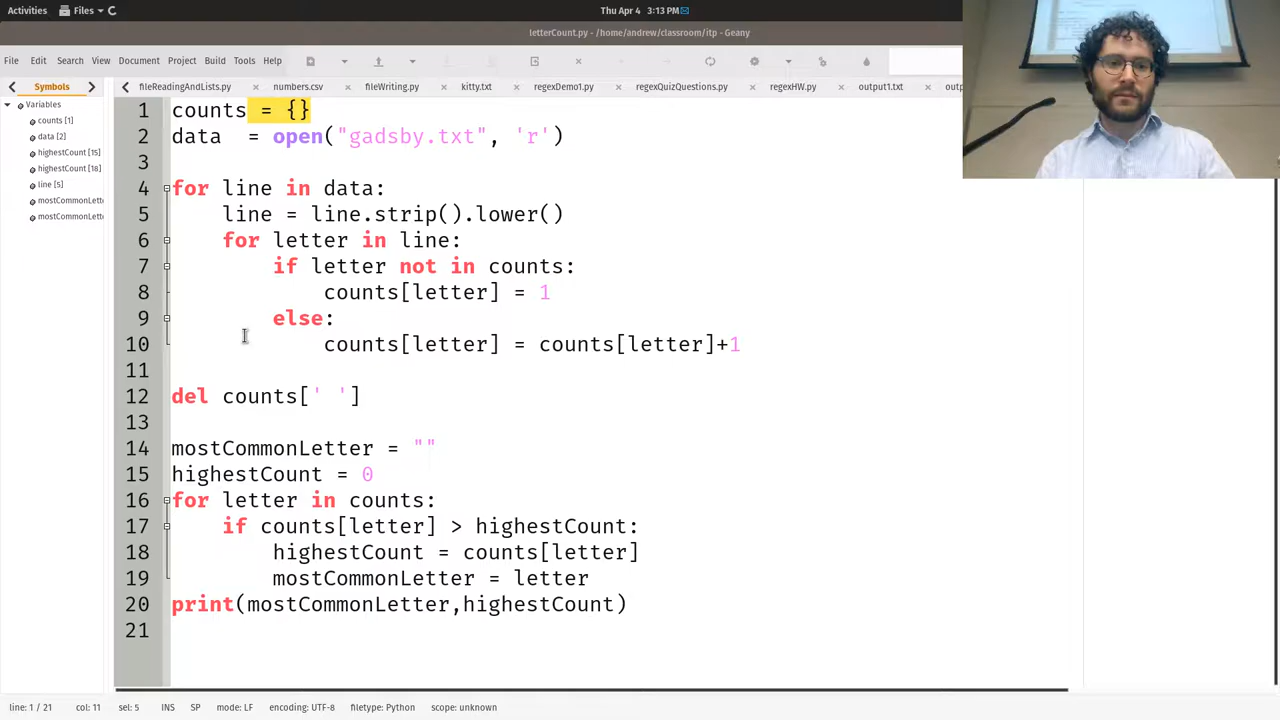 Activities Files Thu Apr 4 3:13 PM
letterCount.py - /home/andrew/classroom/itp - Geany
File Edit Search View Document Project Build Tools Help
Symbols fileReadingAndLists.py numbers.csv fileWriting.py kitty.txt regexDemo1.py regexQuizQuestions.py regexHW.py output1.txt outp
Variables
counts [1]
data [2]
highestCount [15]
highestCount [18]
line [5]
mostCommonLette
mostCommonLette
1 counts = {}
2 data  = open("gadsby.txt", 'r')
3
4 for line in data:
5     line = line.strip().lower()
6     for letter in line:
7         if letter not in counts:
8             counts[letter] = 1
9         else:
10             counts[letter] = counts[letter]+1
11
12 del counts[' ']
13
14 mostCommonLetter = ""
15 highestCount = 0
16 for letter in counts:
17     if counts[letter] > highestCount:
18         highestCount = counts[letter]
19         mostCommonLetter = letter
20 print(mostCommonLetter,highestCount)
21
line: 1 / 21 col: 11 sel: 5 INS SP mode: LF encoding: UTF-8 filetype: Python scope: unknown